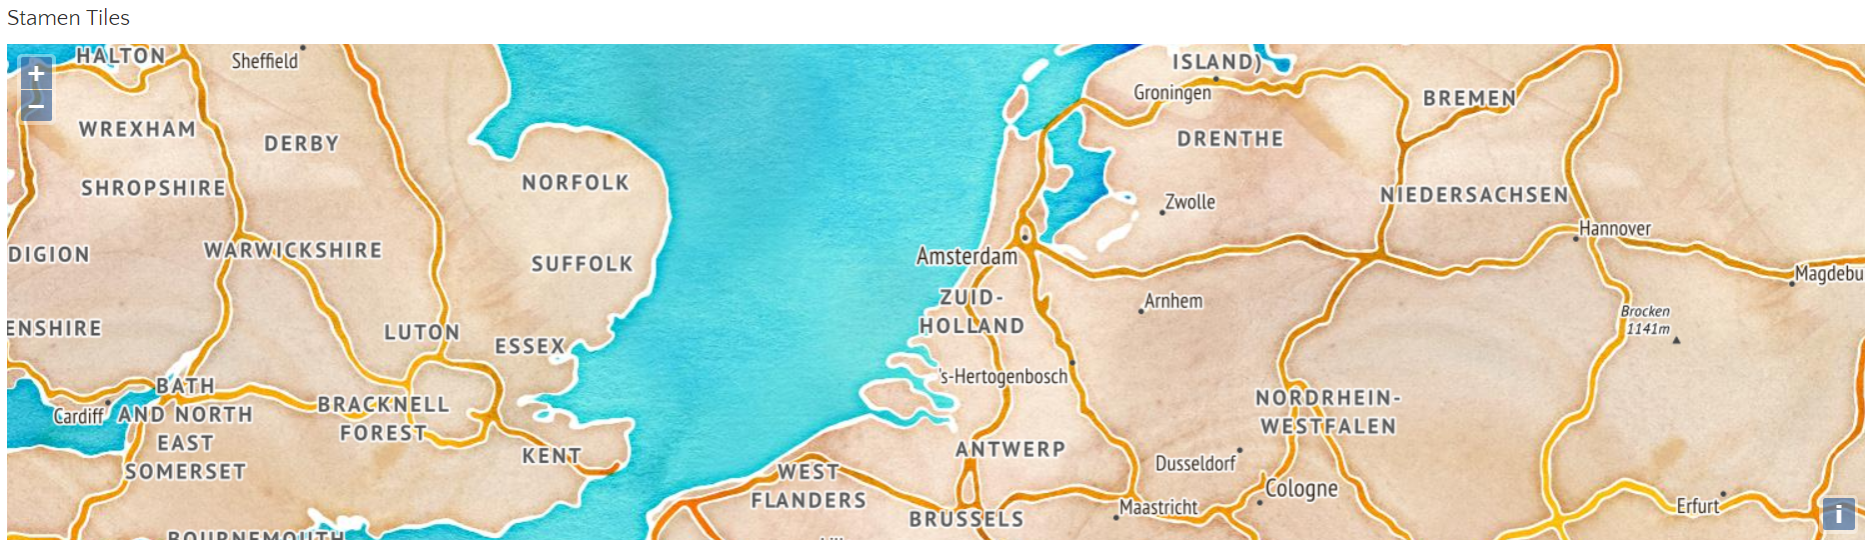 Stamen Tiles
HALTON
Sheffield
ISLAND)
+
−
Groningen
BREMEN
WREXHAM
DERBY
DRENTHE
SHROPSHIRE
NORFOLK
NIEDERSACHSEN
Zwolle
Hannover
DIGION
WARWICKSHIRE
SUFFOLK
Amsterdam
Magdebu
ZUID-
HOLLAND
Arnhem
Brocken
1141m
ENSHIRE
LUTON
ESSEX
's-Hertogenbosch
BATH
AND NORTH
EAST
SOMERSET
Cardiff
BRACKNELL
FOREST
NORDRHEIN-
WESTFALEN
KENT
ANTWERP
Dusseldorf
WEST
FLANDERS
Cologne
Maastricht
Erfurt
BRUSSELS
i
BOURNEMOUTH